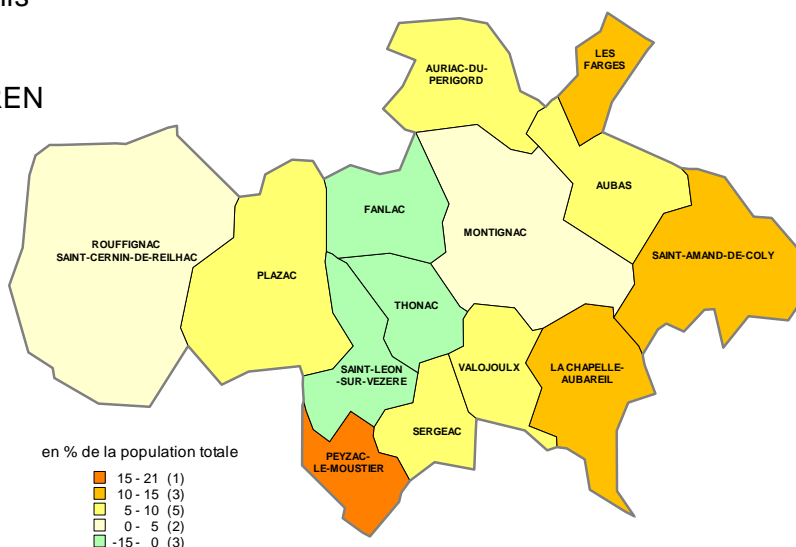 AURIAC-DU-
PERIGORD
LES
FARGES
AUBAS
FANLAC
MONTIGNAC
ROUFFIGNAC
SAINT-CERNIN-DE-REILHAC
SAINT-AMAND-DE-COLY
PLAZAC
THONAC
SAINT-LEON
-SUR-VEZERE
VALOJOULX
LA CHAPELLE-
AUBAREIL
SERGEAC
PEYZAC-
LE-MOUSTIER
en % de la population totale
15 - 21 (1)
10 - 15 (3)
5 - 10 (5)
0 - 5 (2)
-15 - 0 (3)